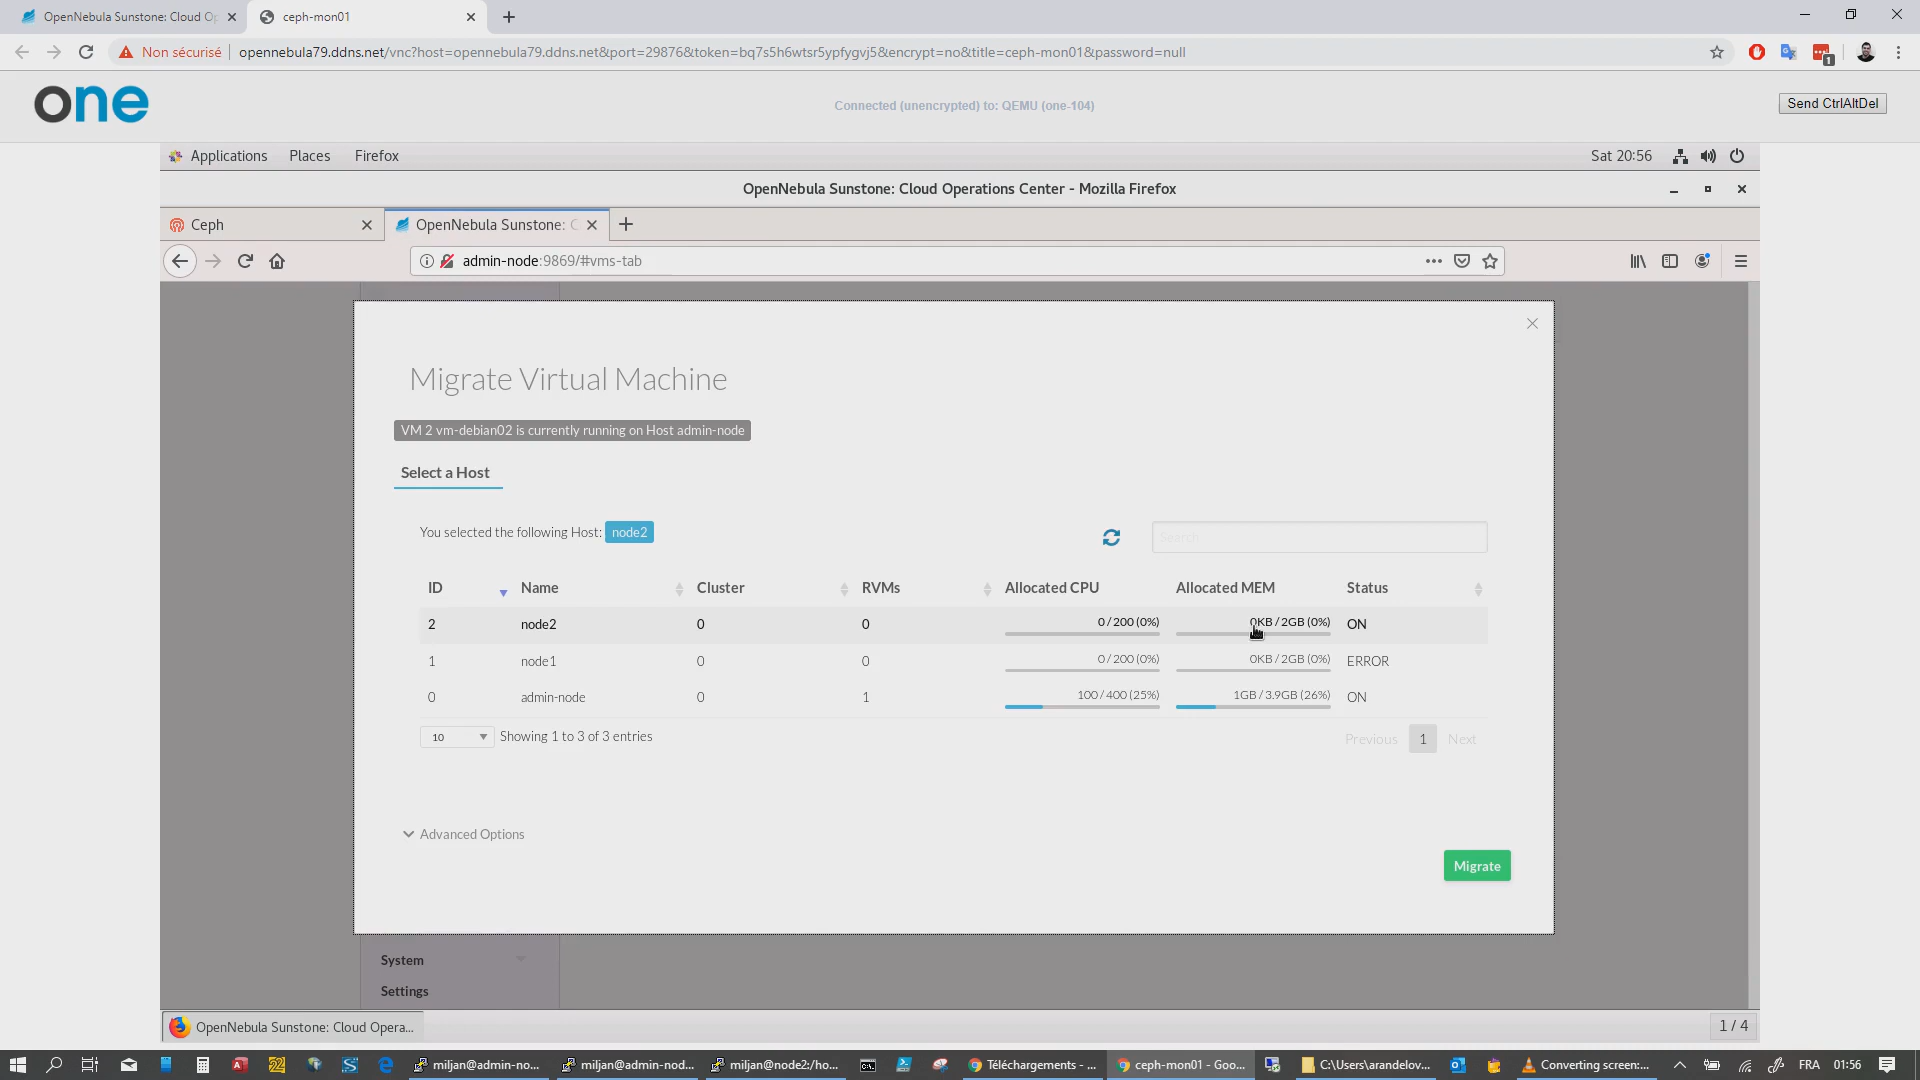 OpenNebula Sunstone: Cloud Op
ceph-mon01
Non sécurisé
opennebula79.ddns.net/vnc?host=opennebula79.ddns.net&port=29876&token=bq7s5h6wtsr5ypfygvj5&encrypt=no&title=ceph-mon01&password=null
1
one
Connected (unencrypted) to: QEMU (one-104)
Send CtrlAltDel
Applications Places Firefox
Sat 20:56
OpenNebula Sunstone: Cloud Operations Center - Mozilla Firefox
Ceph
OpenNebula Sunstone: C
admin-node:9869/#vms-tab
Migrate Virtual Machine
VM 2 vm-debian02 is currently running on Host admin-node
Select a Host
You selected the following Host: node2
Search
ID Name Cluster RVMs Allocated CPU Allocated MEM Status
2 node2 0 0 0 / 200 (0%) 0KB / 2GB (0%) ON
1 node1 0 0 0 / 200 (0%) 0KB / 2GB (0%) ERROR
0 admin-node 0 1 100 / 400 (25%) 1GB / 3.9GB (26%) ON
10 Showing 1 to 3 of 3 entries
Previous 1 Next
Advanced Options
Migrate
System
Settings
OpenNebula Sunstone: Cloud Opera...
1 / 4
miljan@admin-no...
miljan@admin-nod...
miljan@node2:/ho...
Téléchargements - ...
ceph-mon01 - Goo...
C:\Users\arandelov...
Converting screen:...
FRA
01:56